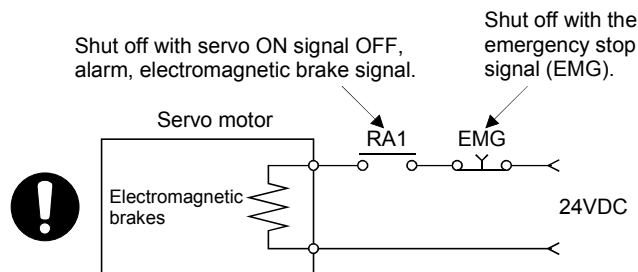 Shut off with servo ON signal OFF,
alarm, electromagnetic brake signal.
Shut off with the
emergency stop
signal (EMG).
Servo motor
RA1
EMG
Electromagnetic
brakes
24VDC